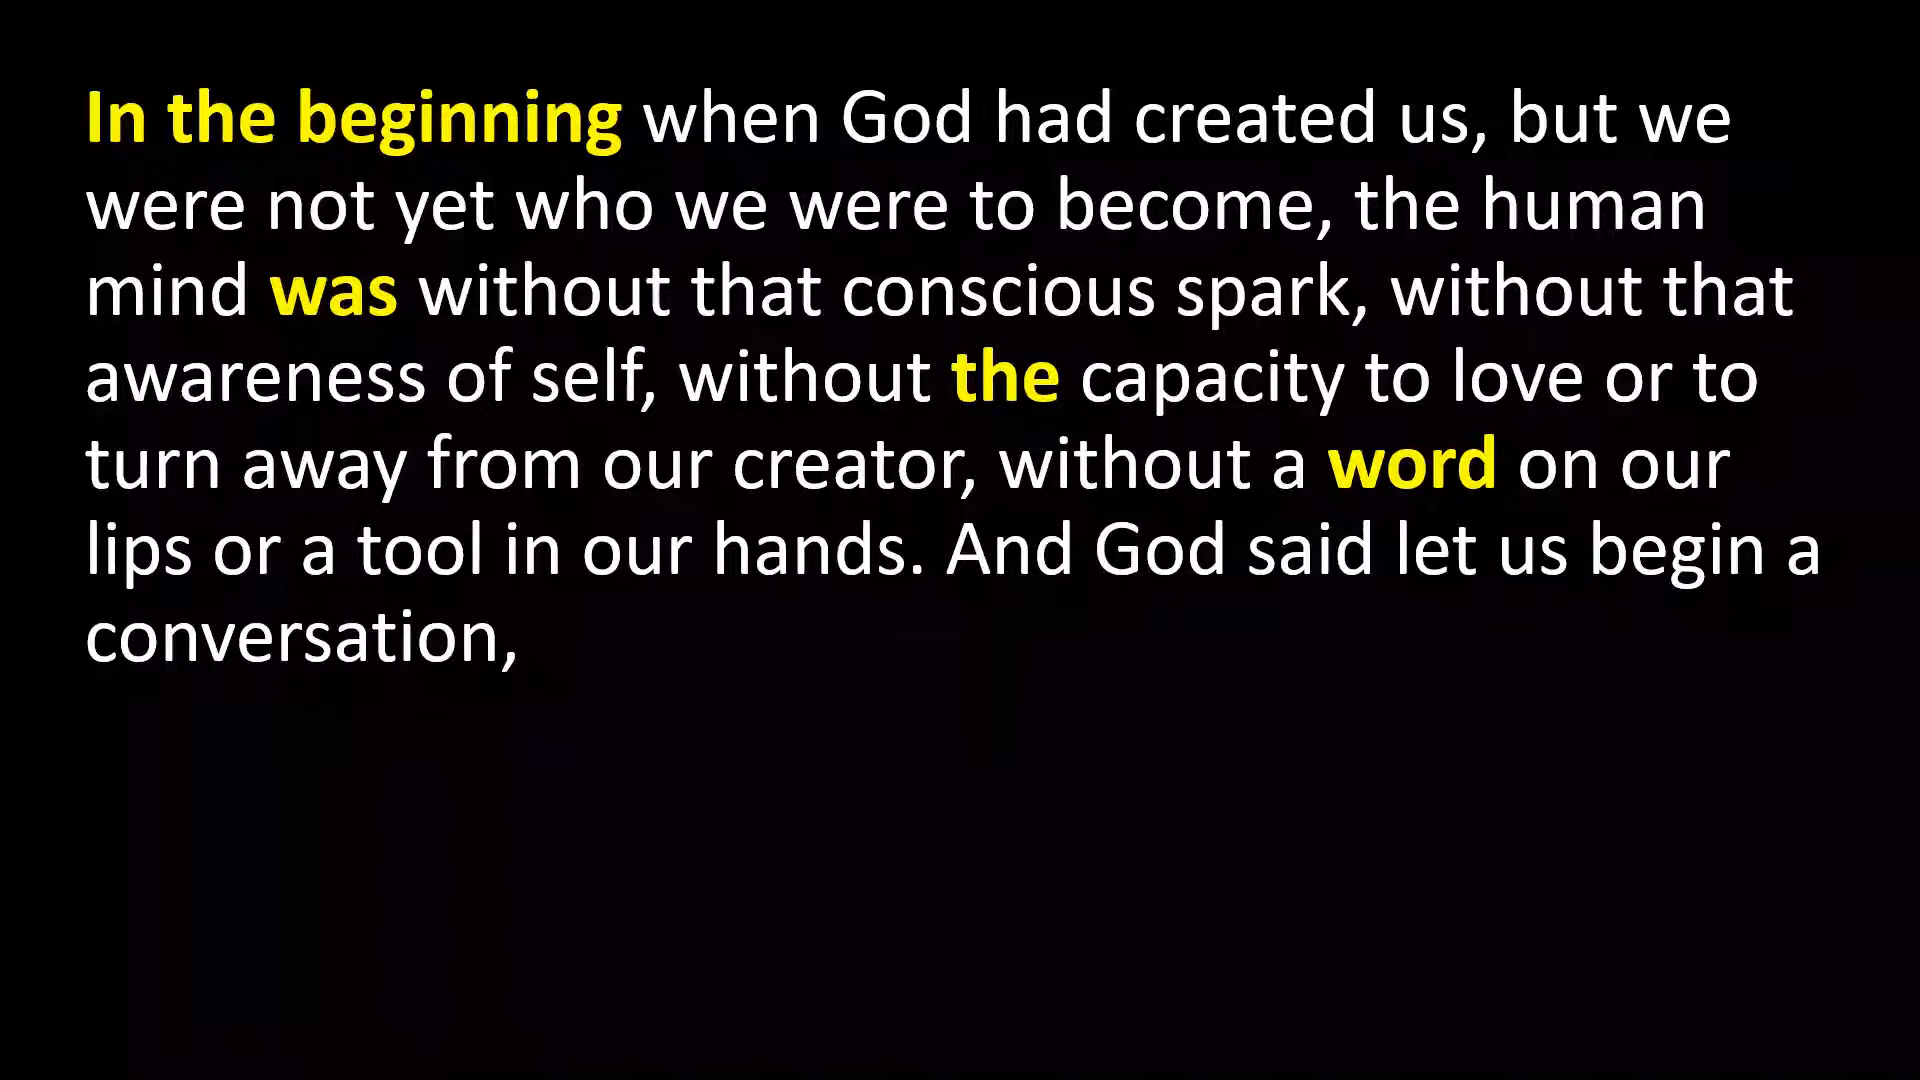 In the beginning when God had created us, but we
were not yet who we were to become, the human
mind was without that conscious spark, without that
awareness of self, without the capacity to love or to
turn away from our creator, without a word on our
lips or a tool in our hands. And God said let us begin a
conversation,